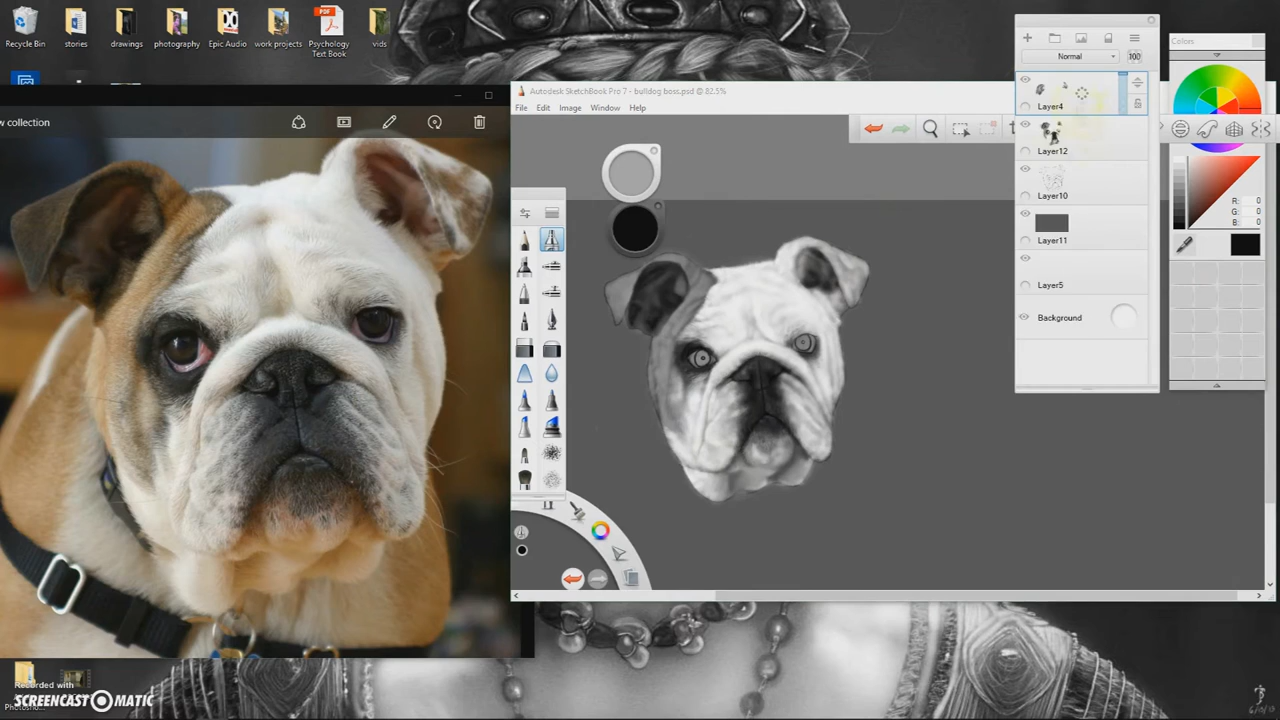 Recycle Bin
stories
drawings
photography
Epic Audio
work projects
PDF
Psychology
Text Book
vids
w collection
Autodesk SketchBook Pro 7 - bulldog boss.psd @ 82.5%
File Edit Image Window Help
Normal
100
Layer4
Layer12
Layer10
Layer11
Layer5
Background
Colors
R: 0
G: 0
B: 0
Recorded with
SCREENCAST-O-MATIC
Photosho...